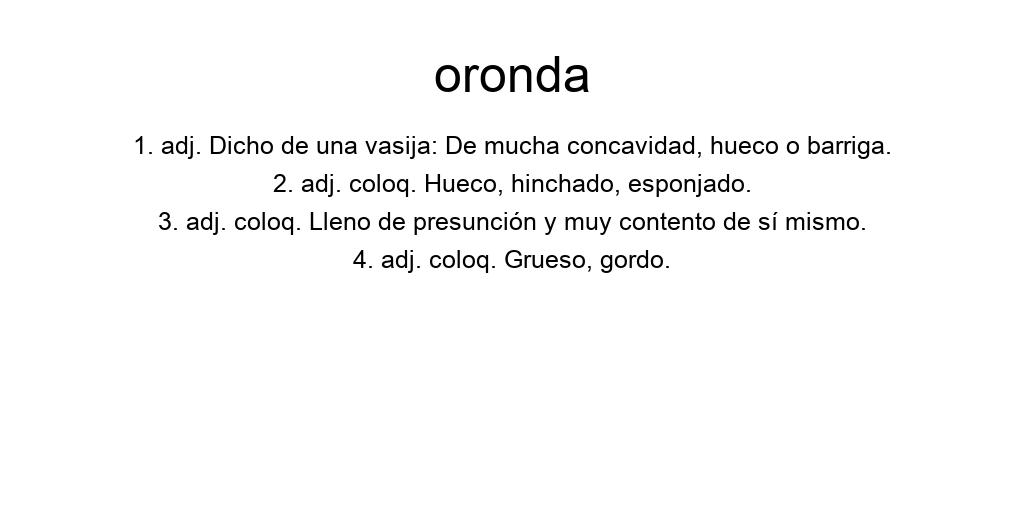 oronda
1. adj. Dicho de una vasija: De mucha concavidad, hueco o barriga.
2. adj. coloq. Hueco, hinchado, esponjado.
3. adj. coloq. Lleno de presunción y muy contento de sí mismo.
4. adj. coloq. Grueso, gordo.